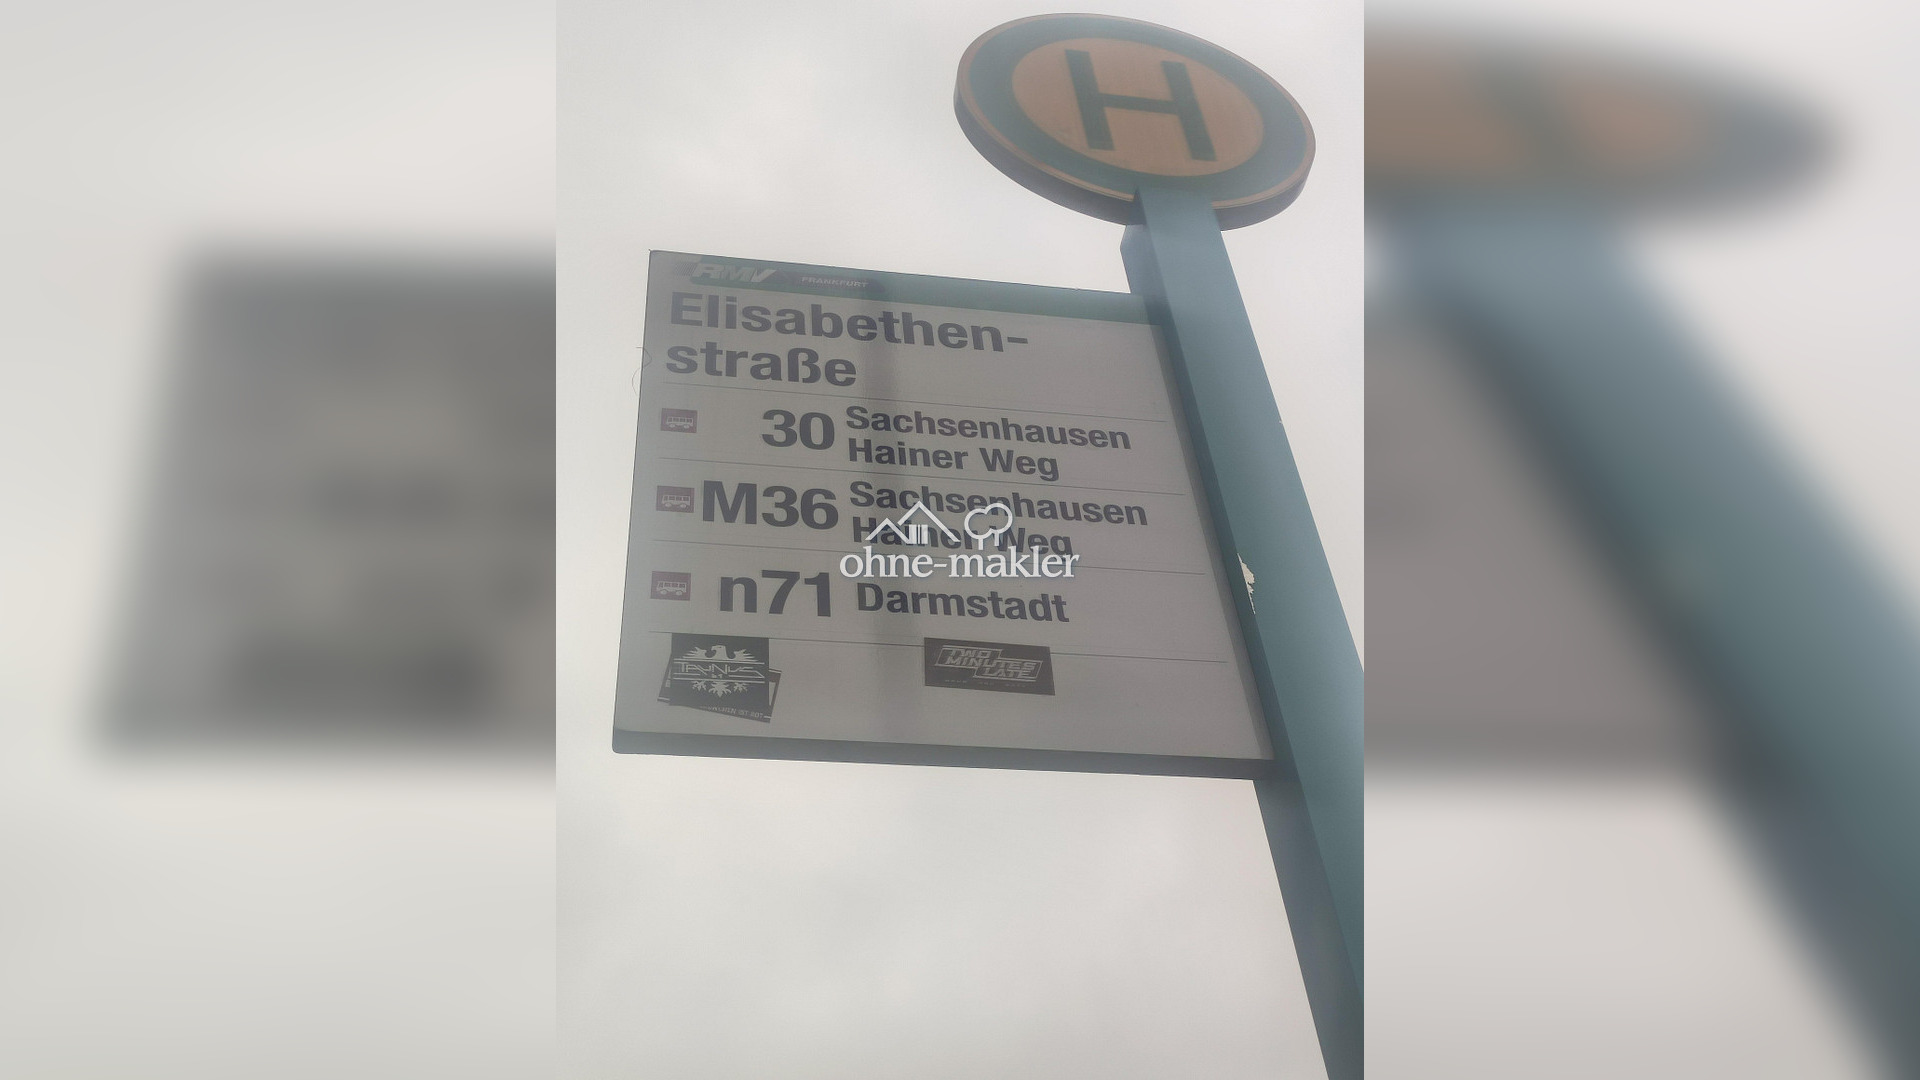 H
RMV FRANKFURT
Elisabethen-
straße
30 Sachsenhausen
Hainer Weg
M36 Sachsenhausen
Hainer Weg
ohne-makler
n71 Darmstadt
TAUNUS
TWO
MINUTES
LATE